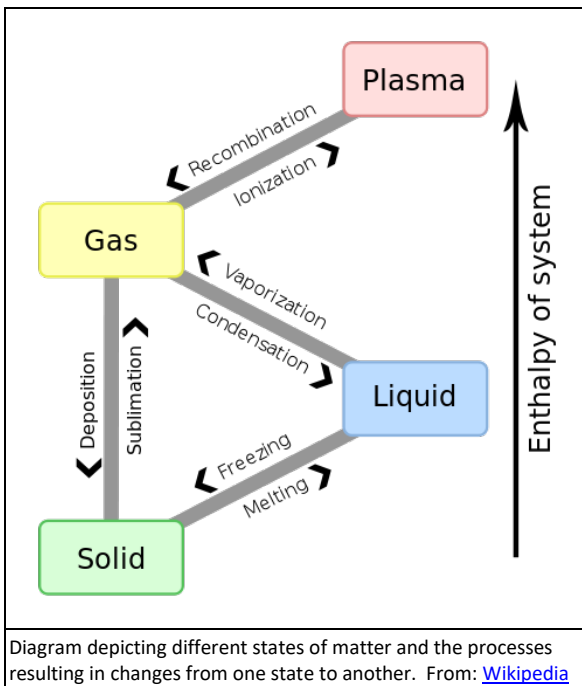 Plasma
Recombination
Ionization
Gas
Vaporization
Condensation
Enthalpy of system
Deposition
Sublimation
Liquid
Freezing
Melting
Solid
Diagram depicting different states of matter and the processes
resulting in changes from one state to another.  From: Wikipedia